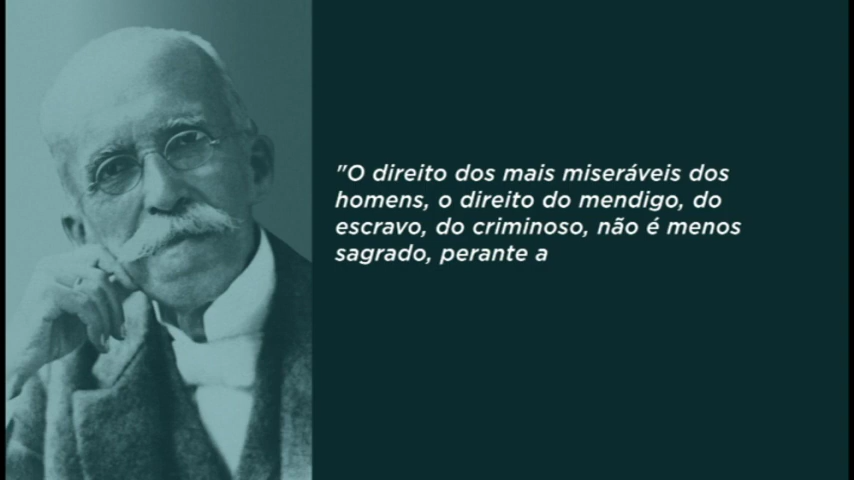 "O direito dos mais miseráveis dos
homens, o direito do mendigo, do
escravo, do criminoso, não é menos
sagrado, perante a